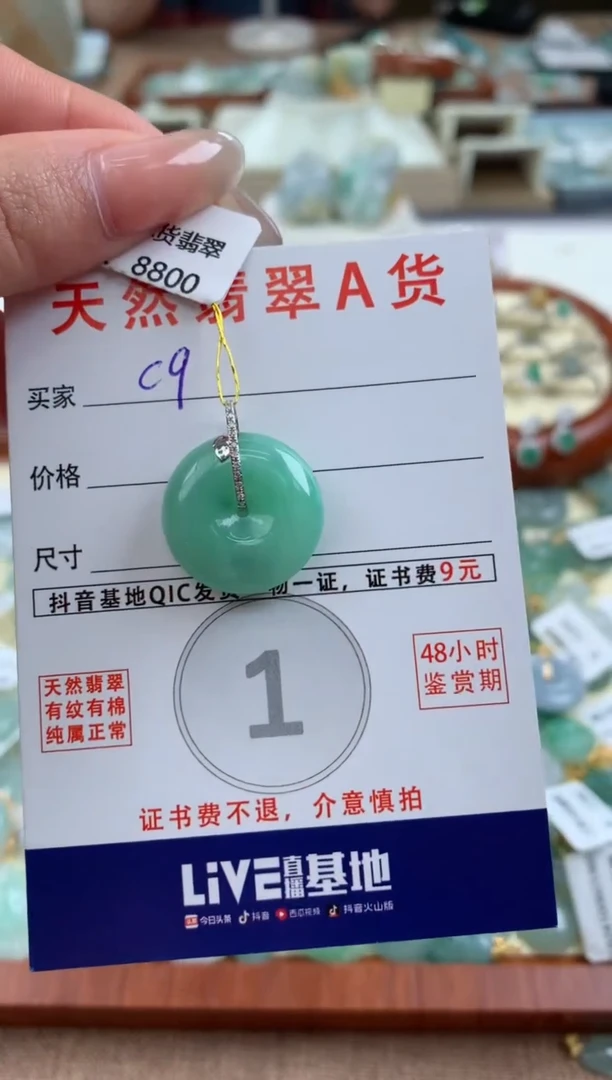 货翡翠
8800
天然翡翠A货
买家
C9
价格
尺寸
抖音基地QIC发货 物一证，证书费9元
1
天然翡翠
有纹有棉
纯属正常
48小时
鉴赏期
证书费不退，介意慎拍
LiVE直播基地
今日头条 抖音 西瓜视频 抖音火山版